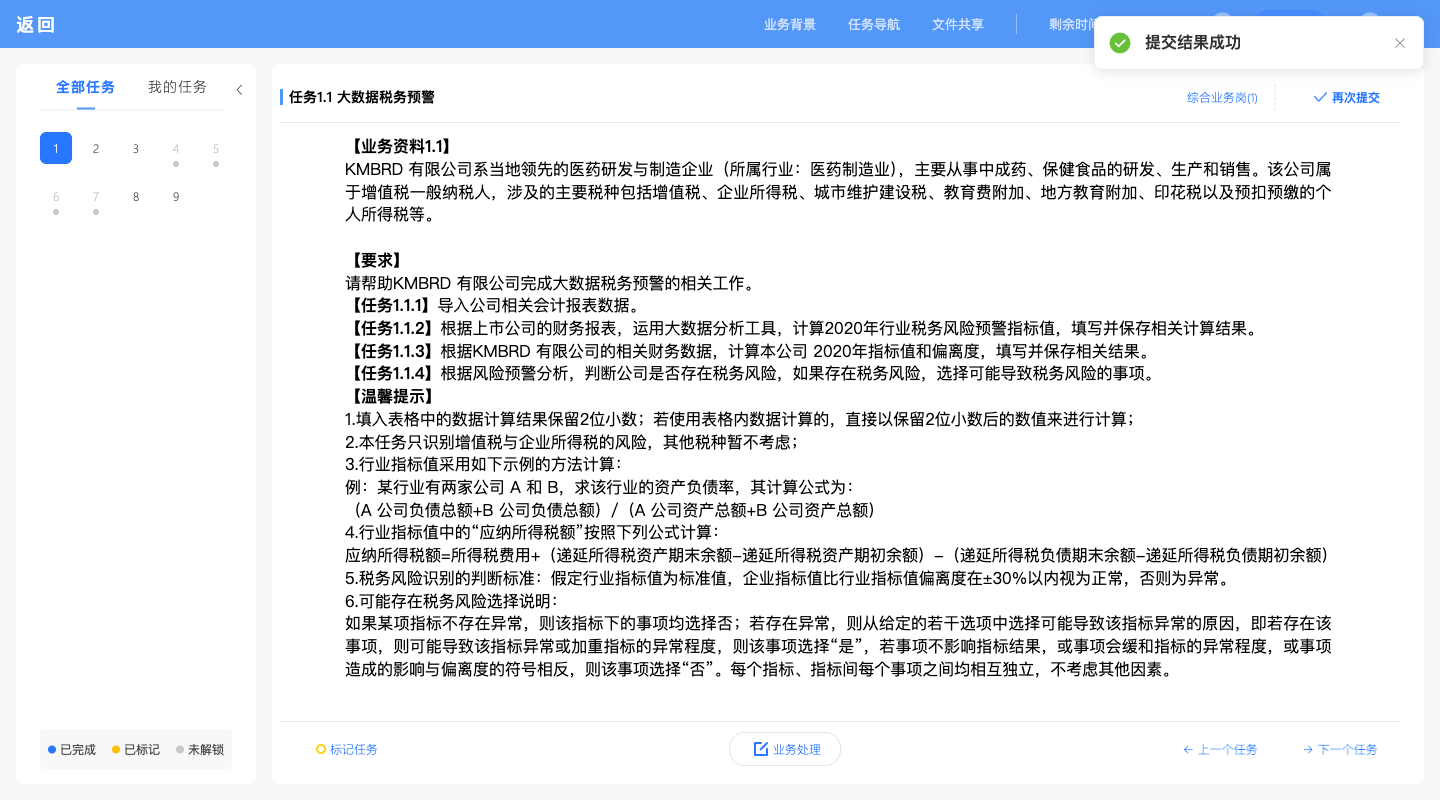 返回
业务背景
任务导航
文件共享
剩余时间
提交结果成功
全部任务
我的任务
1
2
3
4
5
6
7
8
9
任务1.1 大数据税务预警
综合业务岗(1)
再次提交
【业务资料1.1】
KMBRD 有限公司系当地领先的医药研发与制造企业（所属行业：医药制造业），主要从事中成药、保健食品的研发、生产和销售。该公司属
于增值税一般纳税人，涉及的主要税种包括增值税、企业所得税、城市维护建设税、教育费附加、地方教育附加、印花税以及预扣预缴的个
人所得税等。
【要求】
请帮助KMBRD 有限公司完成大数据税务预警的相关工作。
【任务1.1.1】导入公司相关会计报表数据。
【任务1.1.2】根据上市公司的财务报表，运用大数据分析工具，计算2020年行业税务风险预警指标值，填写并保存相关计算结果。
【任务1.1.3】根据KMBRD 有限公司的相关财务数据，计算本公司 2020年指标值和偏离度，填写并保存相关结果。
【任务1.1.4】根据风险预警分析，判断公司是否存在税务风险，如果存在税务风险，选择可能导致税务风险的事项。
【温馨提示】
1.填入表格中的数据计算结果保留2位小数；若使用表格内数据计算的，直接以保留2位小数后的数值来进行计算；
2.本任务只识别增值税与企业所得税的风险，其他税种暂不考虑；
3.行业指标值采用如下示例的方法计算：
例：某行业有两家公司 A 和 B，求该行业的资产负债率，其计算公式为：
（A 公司负债总额+B 公司负债总额）/（A 公司资产总额+B 公司资产总额）
4.行业指标值中的“应纳所得税额”按照下列公式计算：
应纳所得税额=所得税费用+（递延所得税资产期末余额-递延所得税资产期初余额）-（递延所得税负债期末余额-递延所得税负债期初余额）
5.税务风险识别的判断标准：假定行业指标值为标准值，企业指标值比行业指标值偏离度在±30%以内视为正常，否则为异常。
6.可能存在税务风险选择说明：
如果某项指标不存在异常，则该指标下的事项均选择否；若存在异常，则从给定的若干选项中选择可能导致该指标异常的原因，即若存在该
事项，则可能导致该指标异常或加重指标的异常程度，则该事项选择“是”，若事项不影响指标结果，或事项会缓和指标的异常程度，或事项
造成的影响与偏离度的符号相反，则该事项选择“否”。每个指标、指标间每个事项之间均相互独立，不考虑其他因素。
已完成
已标记
未解锁
标记任务
业务处理
上一个任务
下一个任务